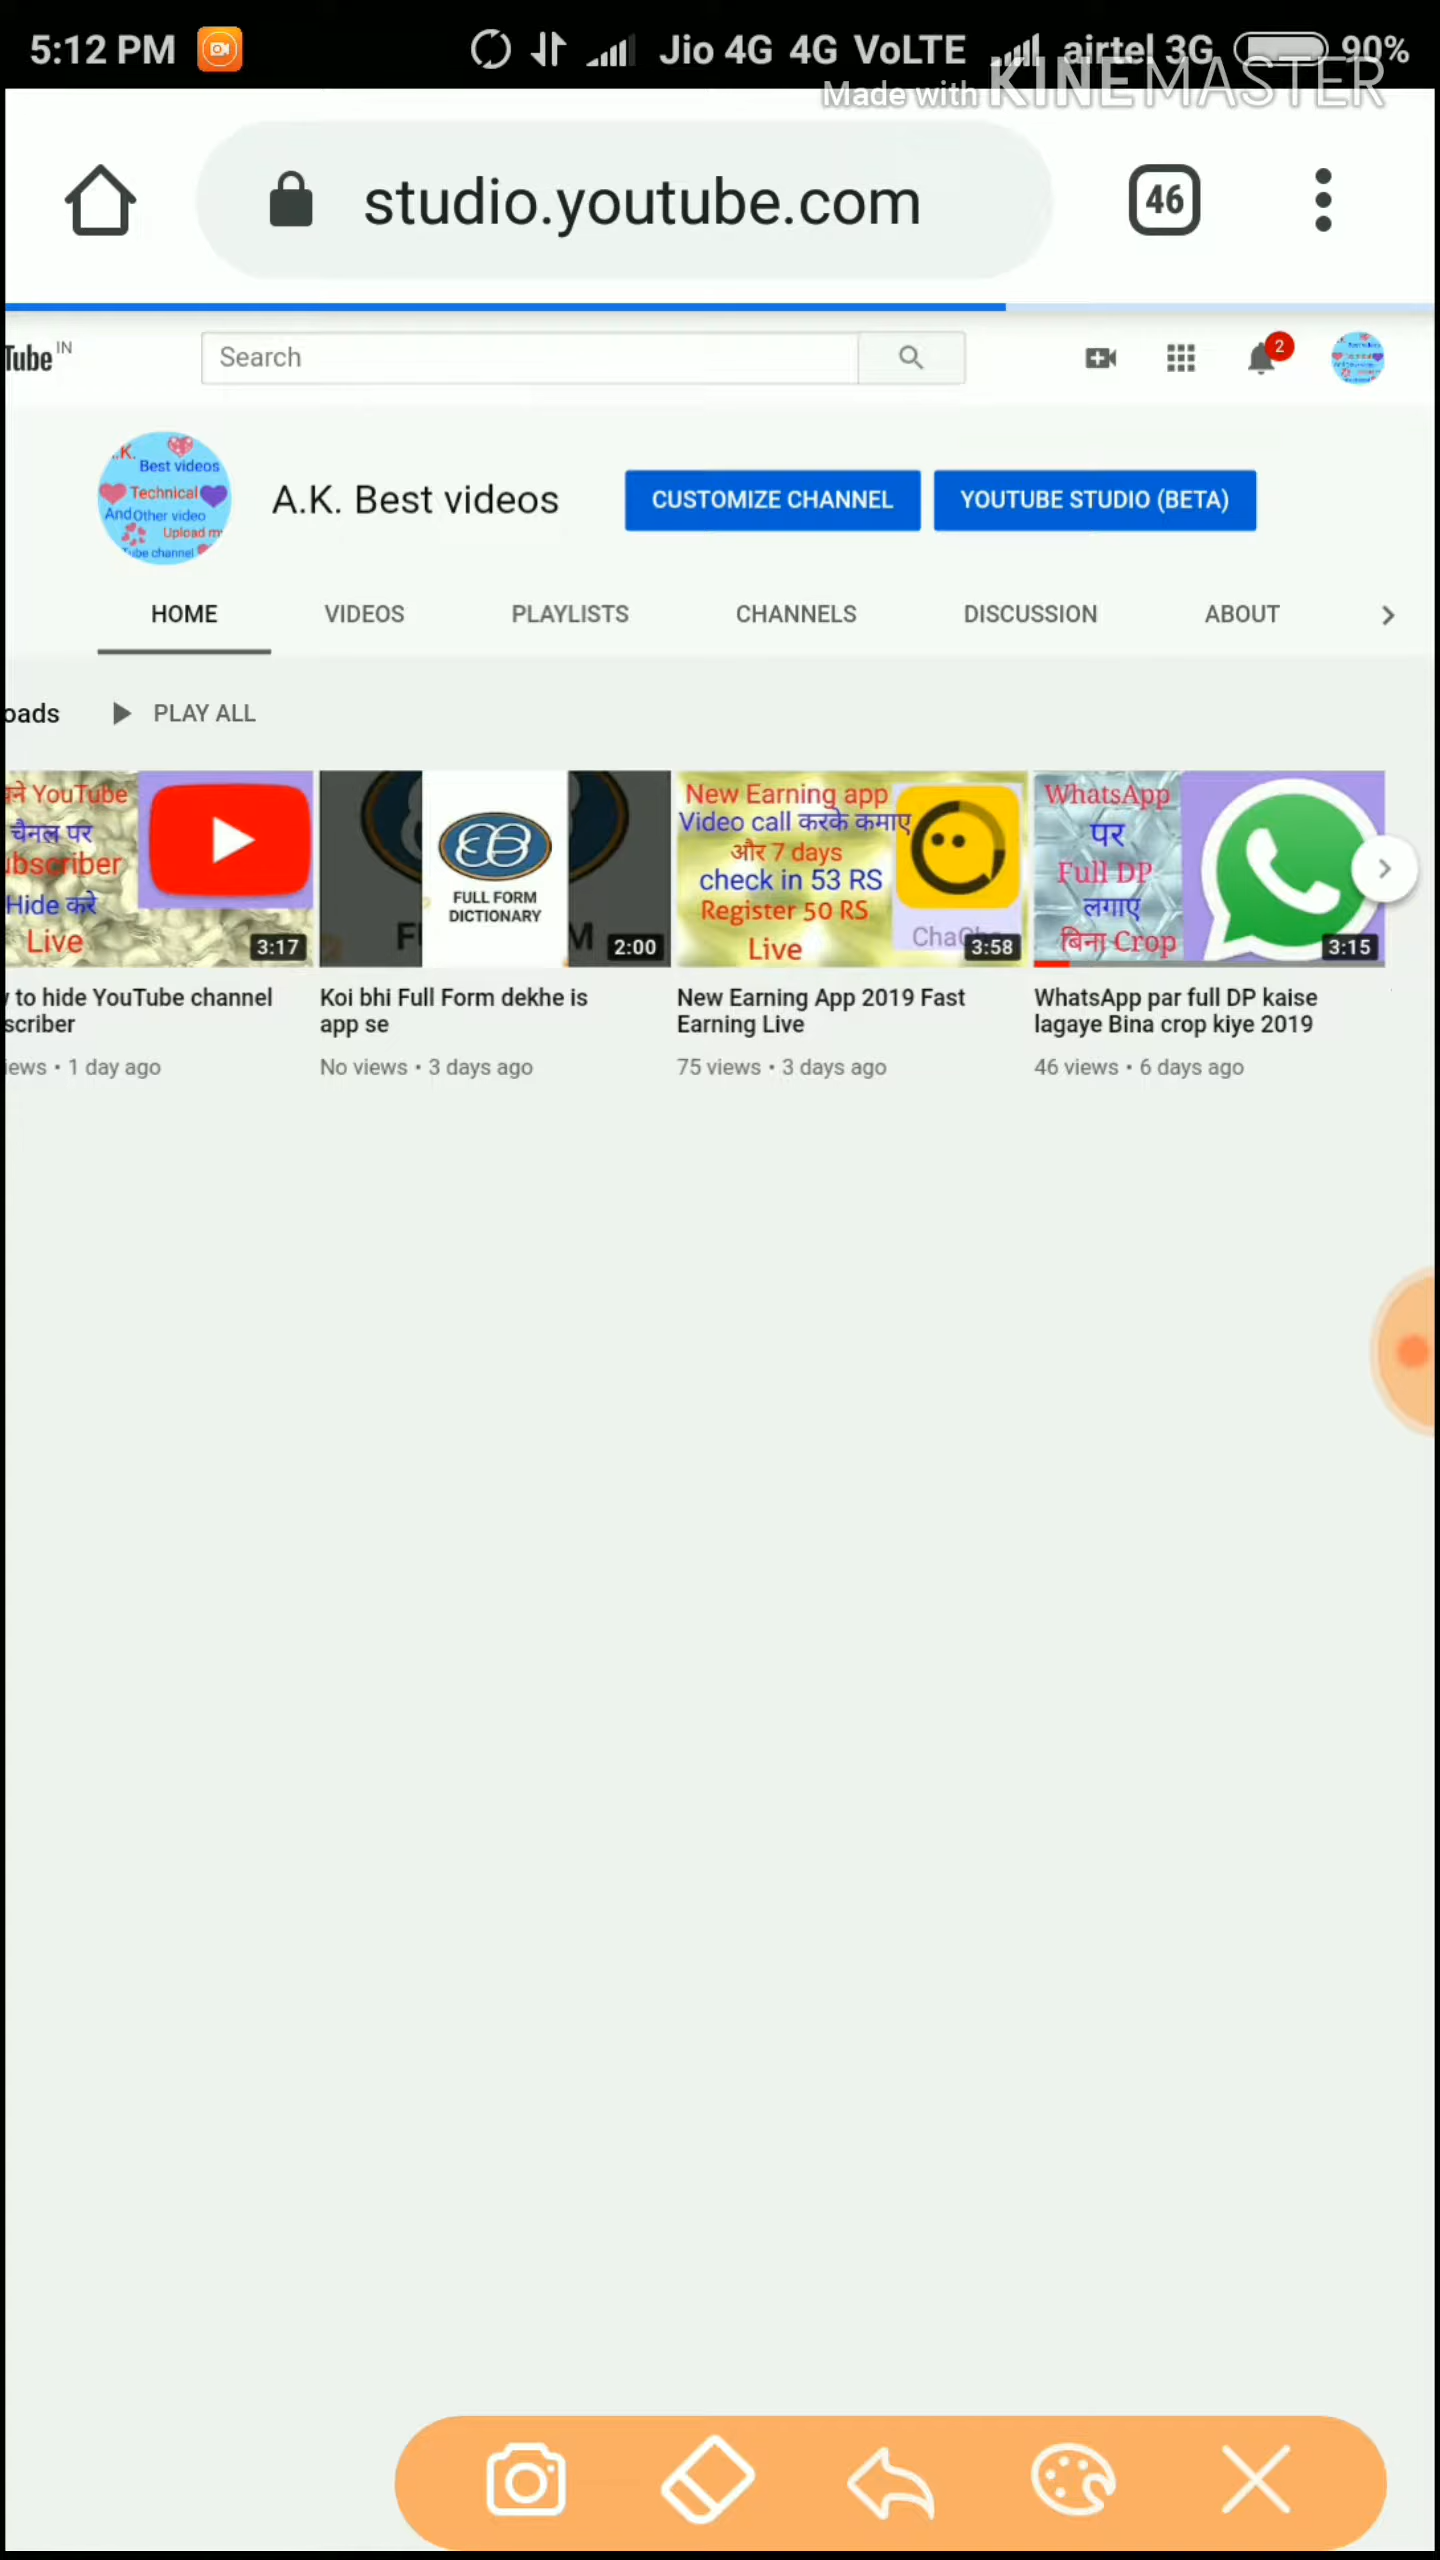 5:12 PM Jio 4G 4G VoLTE airtel 3G 90%
Made with KINEMASTER
studio.youtube.com 46
Tube IN Search 2
A.K. Best videos CUSTOMIZE CHANNEL YOUTUBE STUDIO (BETA)
.K.
Best videos
Technical
And Other video
Upload my
Tube channel
HOME VIDEOS PLAYLISTS CHANNELS DISCUSSION ABOUT
oads PLAY ALL
ने YouTube
चैनल पर
ubscriber
Hide करे
Live
3:17
FULL FORM
DICTIONARY
2:00
New Earning app
Video call करके कमाए
और 7 days
check in 53 RS
Register 50 RS
Live
3:58
WhatsApp
पर
Full DP
लगाएं
बिना Crop
3:15
to hide YouTube channel
scriber
iews • 1 day ago
Koi bhi Full Form dekhe is
app se
No views • 3 days ago
New Earning App 2019 Fast
Earning Live
75 views • 3 days ago
WhatsApp par full DP kaise
lagaye Bina crop kiye 2019
46 views • 6 days ago